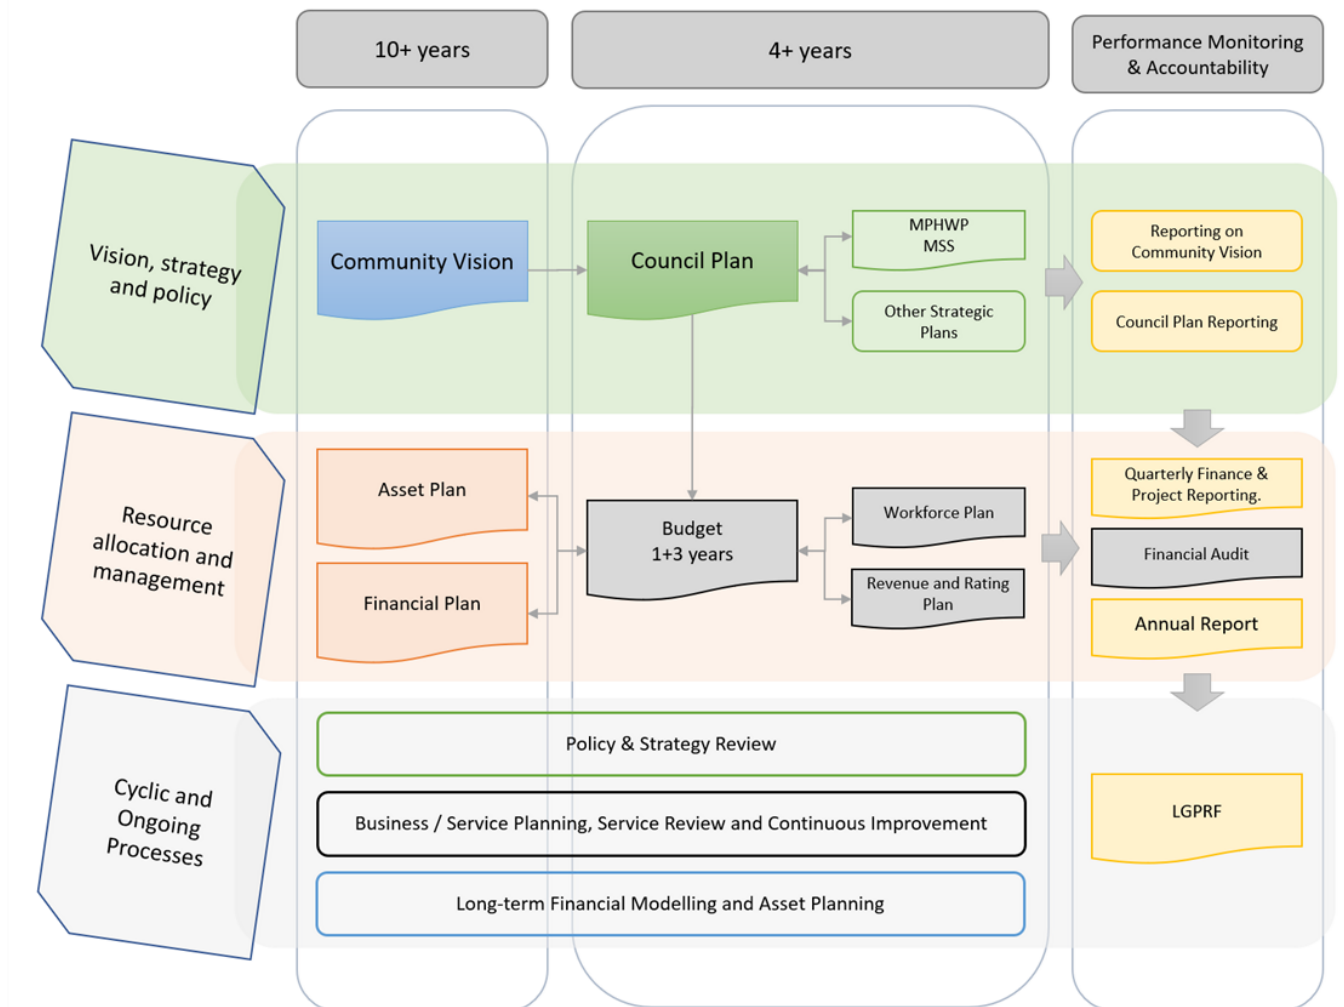 10+ years
4+ years
Performance Monitoring
& Accountability
Vision, strategy
and policy
Community Vision
Council Plan
MPHWP
MSS
Other Strategic
Plans
Reporting on
Community Vision
Council Plan Reporting
Resource
allocation and
management
Asset Plan
Financial Plan
Budget
1+3 years
Workforce Plan
Revenue and Rating
Plan
Quarterly Finance &
Project Reporting.
Financial Audit
Annual Report
Cyclic and
Ongoing
Processes
Policy & Strategy Review
Business / Service Planning, Service Review and Continuous Improvement
Long-term Financial Modelling and Asset Planning
LGPRF